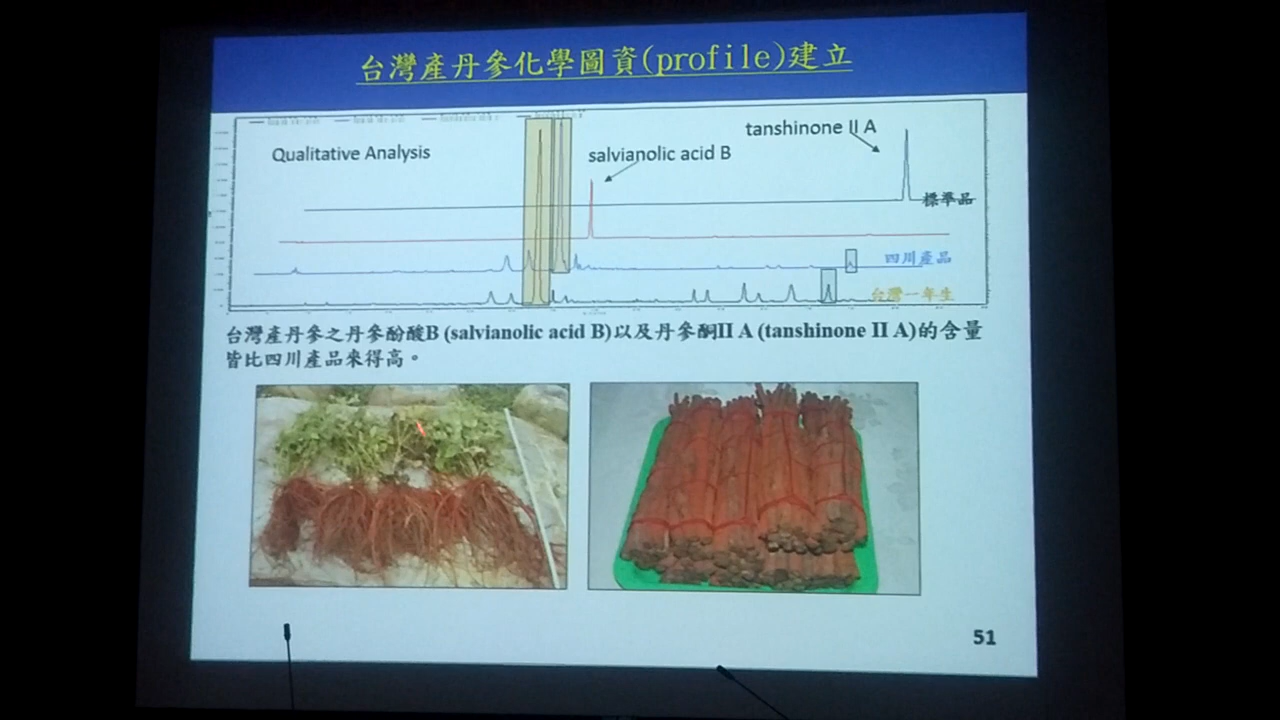 台灣產丹參化學圖資(profile)建立
Qualitative Analysis
salvianolic acid B
tanshinone II A
標準品
四川產品
台灣一年生
台灣產丹參之丹參酚酸B (salvianolic acid B)以及丹參酮II A (tanshinone II A)的含量
皆比四川產品來得高。
51